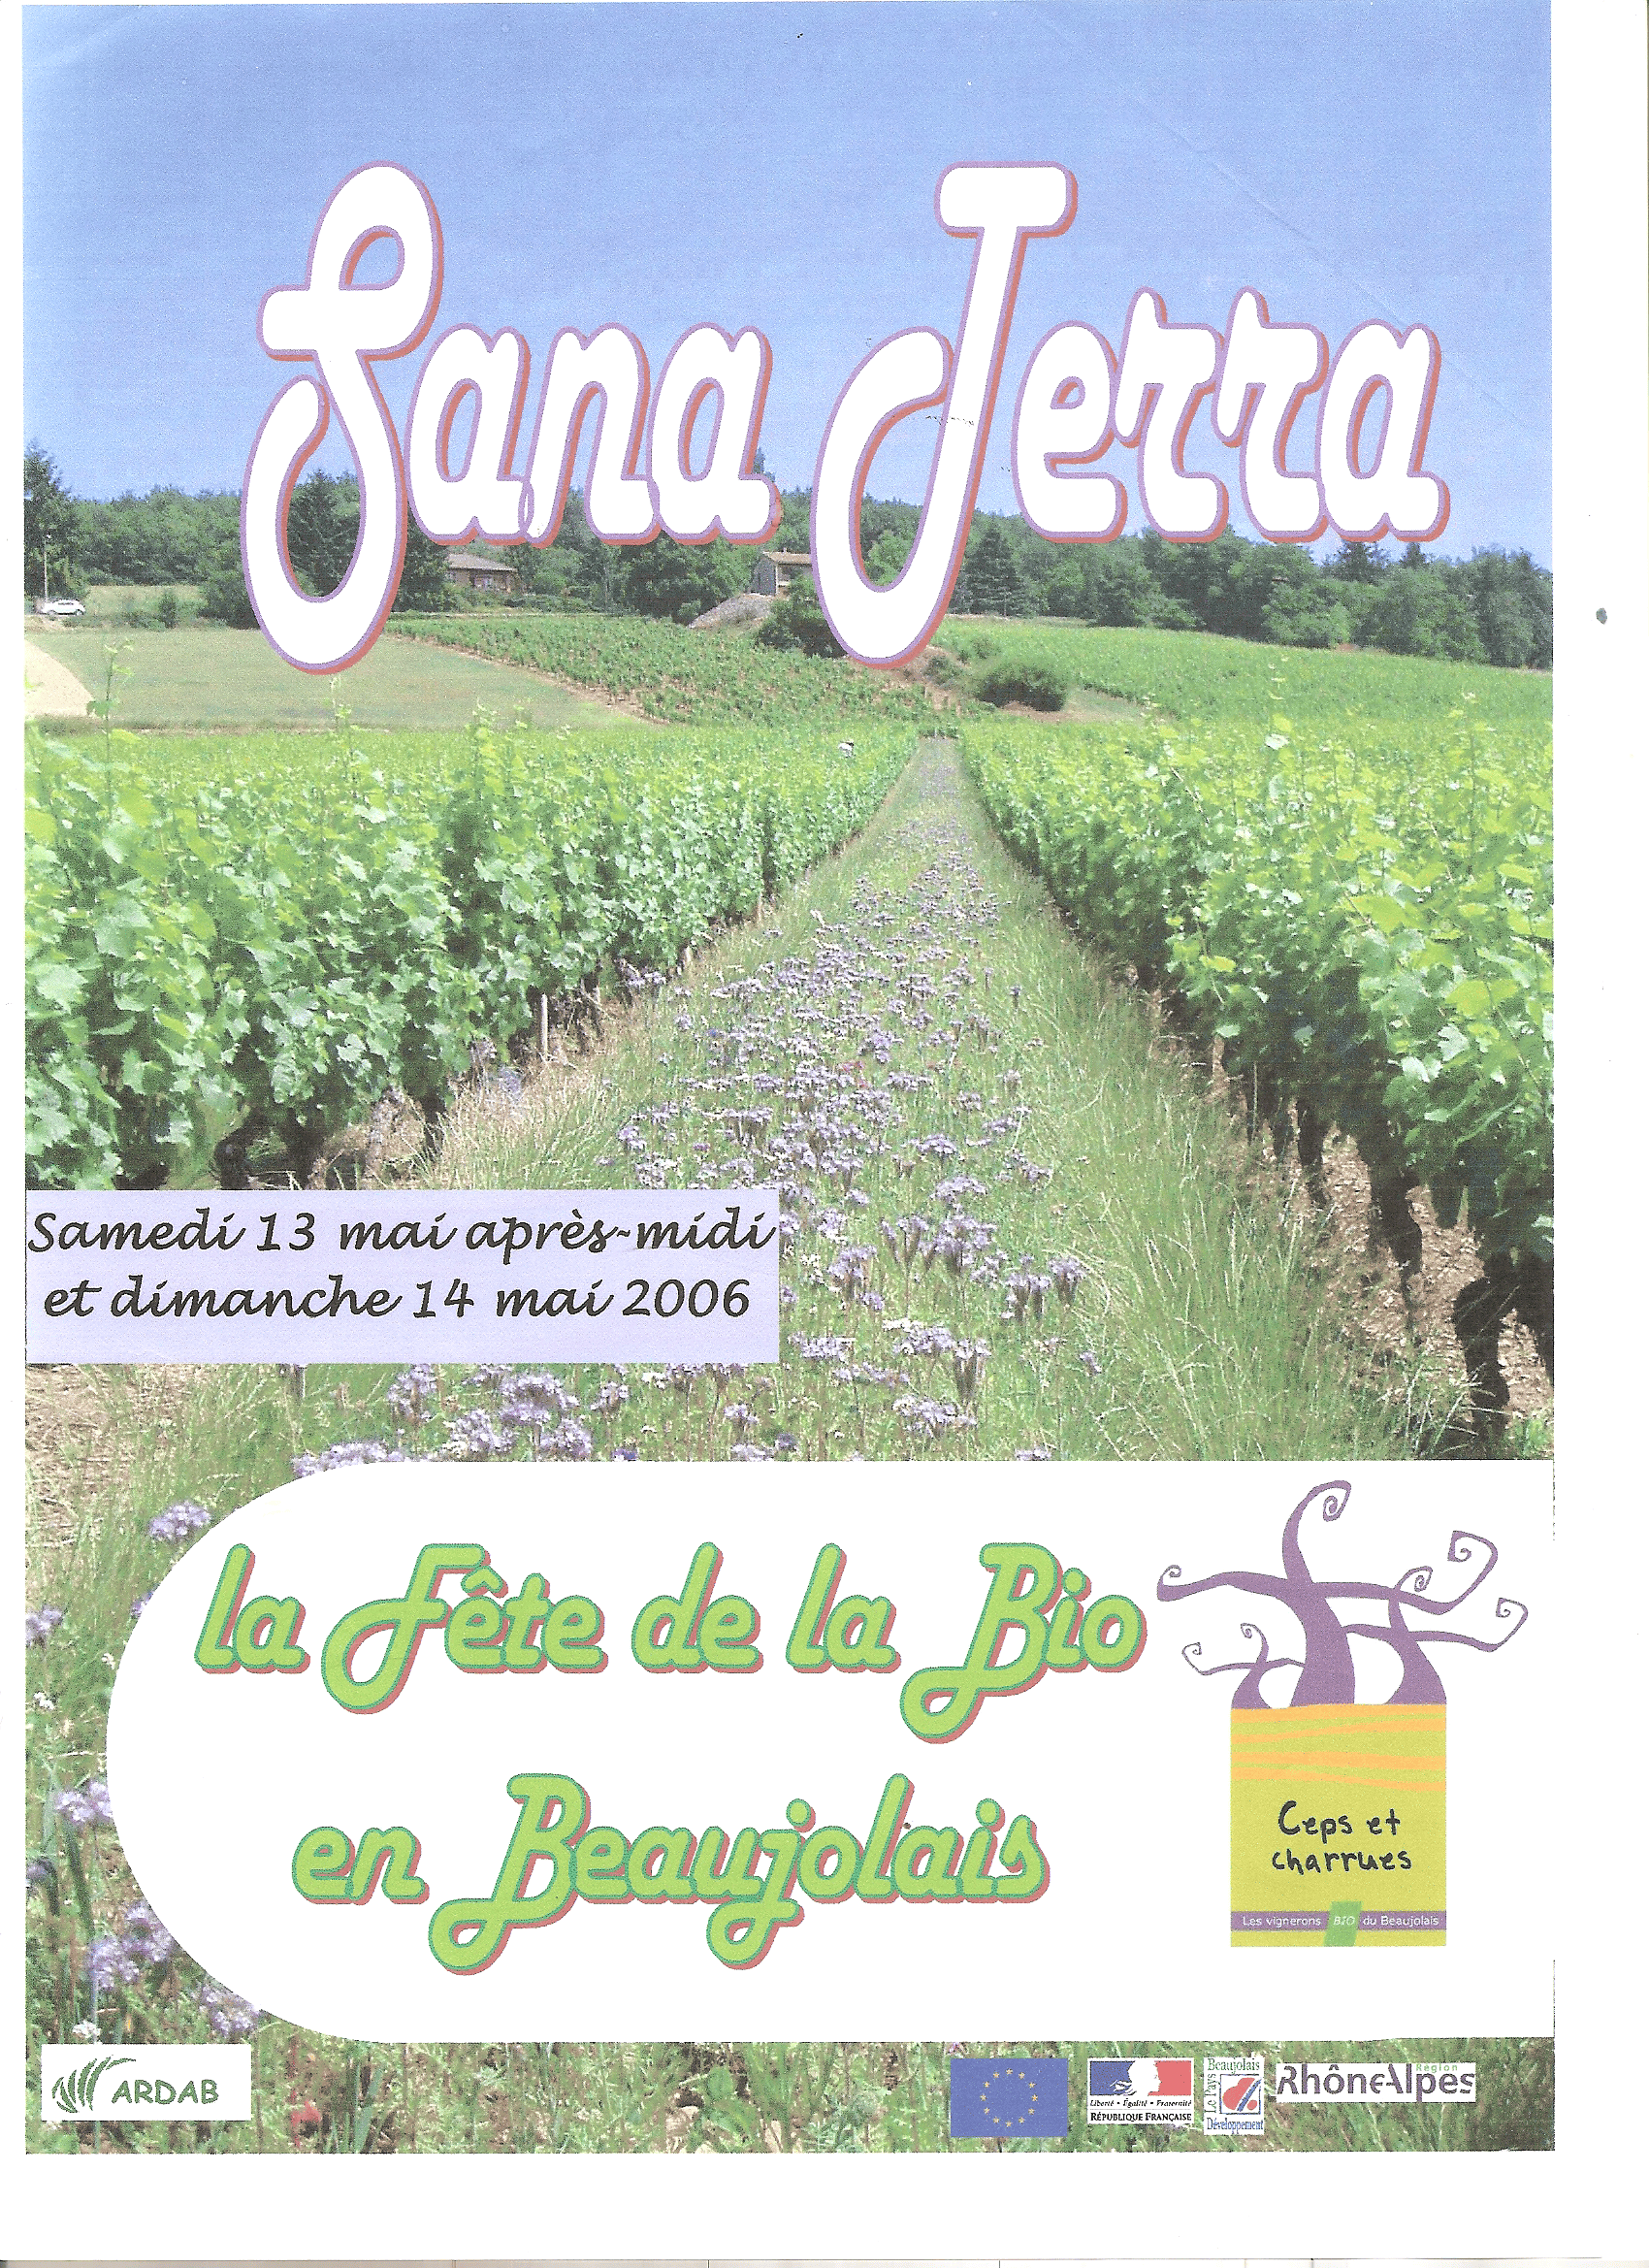 Sana Terra
Samedi 13 mai après-midi
et dimanche 14 mai 2006
la Fête de la Bio
en Beaujolais
Ceps et
charrues
Les vignerons BIO du Beaujolais
ARDAB
Liberté • Égalité • Fraternité
RÉPUBLIQUE FRANÇAISE
Beaujolais
Le Pays
Développement
Région
RhôneAlpes